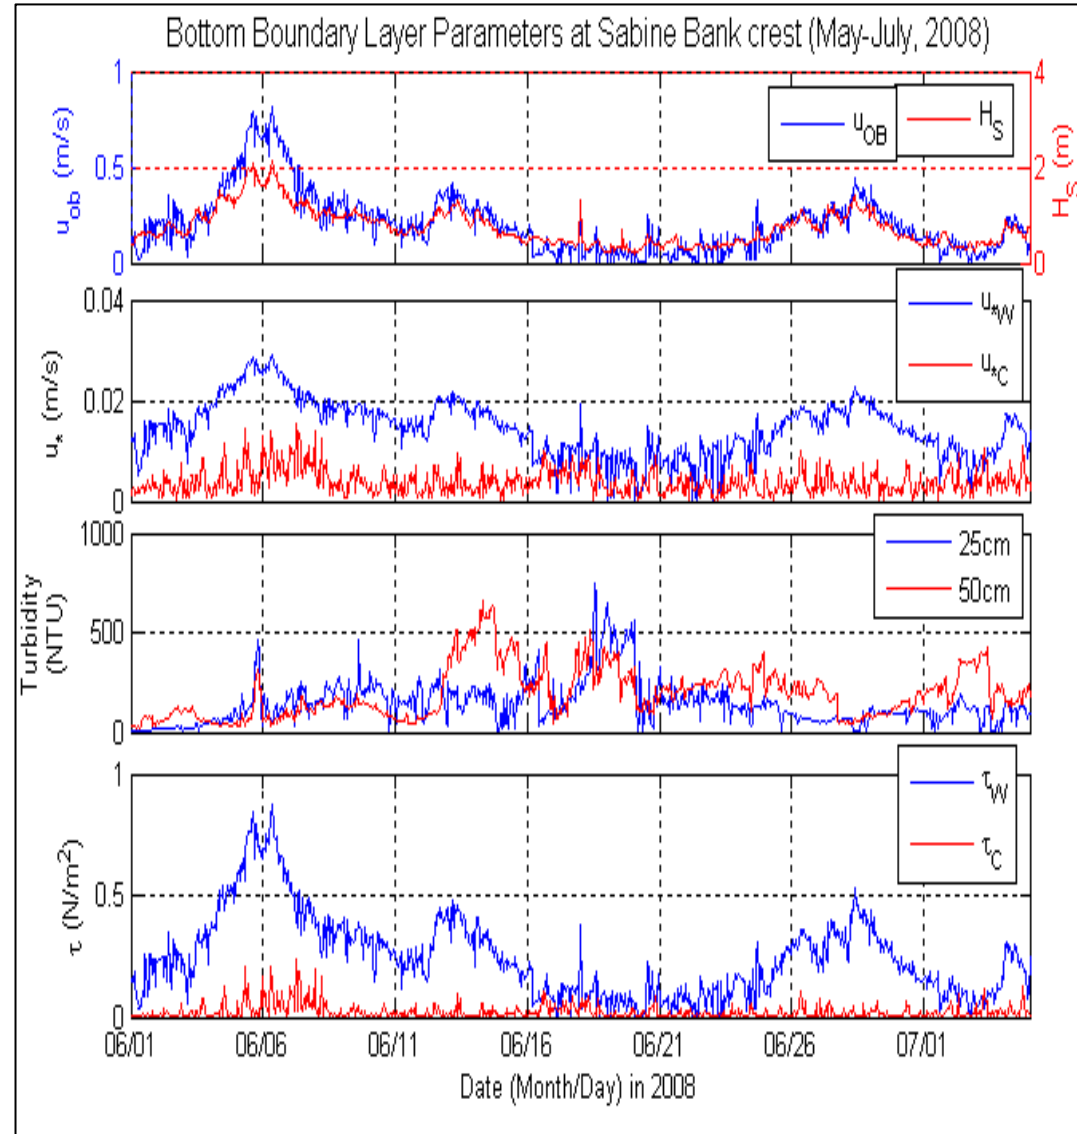 Bottom Boundary Layer Parameters at Sabine Bank crest (May-July, 2008)
u_ob (m/s)
1
0.5
0
u_OB
H_S
4
2
0
H_S (m)
u_* (m/s)
0.04
0.02
0
u_*W
u_*C
Turbidity
(NTU)
1000
500
0
25cm
50cm
τ (N/m²)
1
0.5
0
τ_W
τ_C
06/01 06/06 06/11 06/16 06/21 06/26 07/01
Date (Month/Day) in 2008